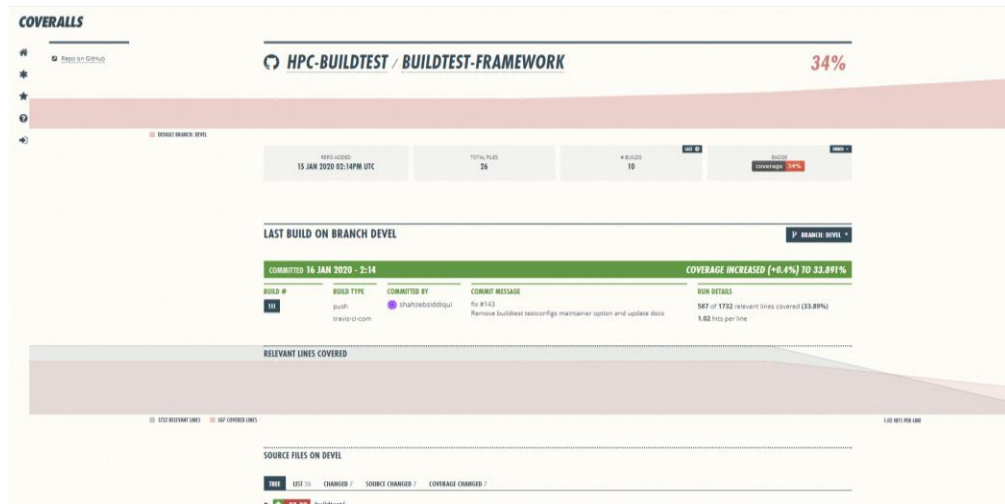 COVERALLS
Repo on GitHub
HPC-BUILDTEST / BUILDTEST-FRAMEWORK
34%
DEFAULT BRANCH: DEVEL
REPO ADDED
15 JAN 2020 02:14PM UTC
TOTAL FILES
26
# BUILDS
10
BADGE
coverage 34%
LAST BUILD ON BRANCH DEVEL
BRANCH: DEVEL
COMMITTED 16 JAN 2020 - 2:14
COVERAGE INCREASED (+0.4%) TO 33.891%
BUILD #
BUILD TYPE
COMMITTED BY
COMMIT MESSAGE
RUN DETAILS
push
travis-ci-com
shahzebsiddiqui
fix #143
Remove buildtest testconfigs maintainer option and update docs
587 of 1732 relevant lines covered (33.89%)
1.02 hits per line
RELEVANT LINES COVERED
1732 RELEVANT LINES
587 COVERED LINES
1.02 HITS PER LINE
SOURCE FILES ON DEVEL
TREE
LIST 26
CHANGED 7
SOURCE CHANGED 7
COVERAGE CHANGED 7